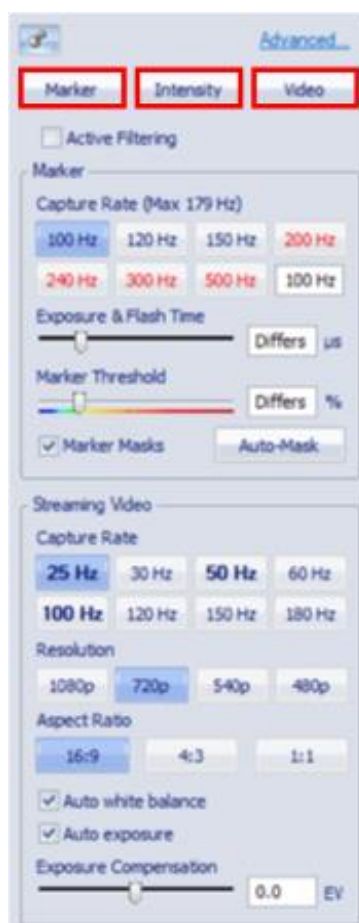 Advanced...
Marker Intensity Video
Active Filtering
Marker
Capture Rate (Max 179 Hz)
100 Hz 120 Hz 150 Hz 200 Hz
240 Hz 300 Hz 500 Hz 100 Hz
Exposure & Flash Time
Differs µs
Marker Threshold
Differs %
Marker Masks Auto-Mask
Streaming Video
Capture Rate
25 Hz 30 Hz 50 Hz 60 Hz
100 Hz 120 Hz 150 Hz 180 Hz
Resolution
1080p 720p 540p 480p
Aspect Ratio
16:9 4:3 1:1
Auto white balance
Auto exposure
Exposure Compensation
0.0 EV